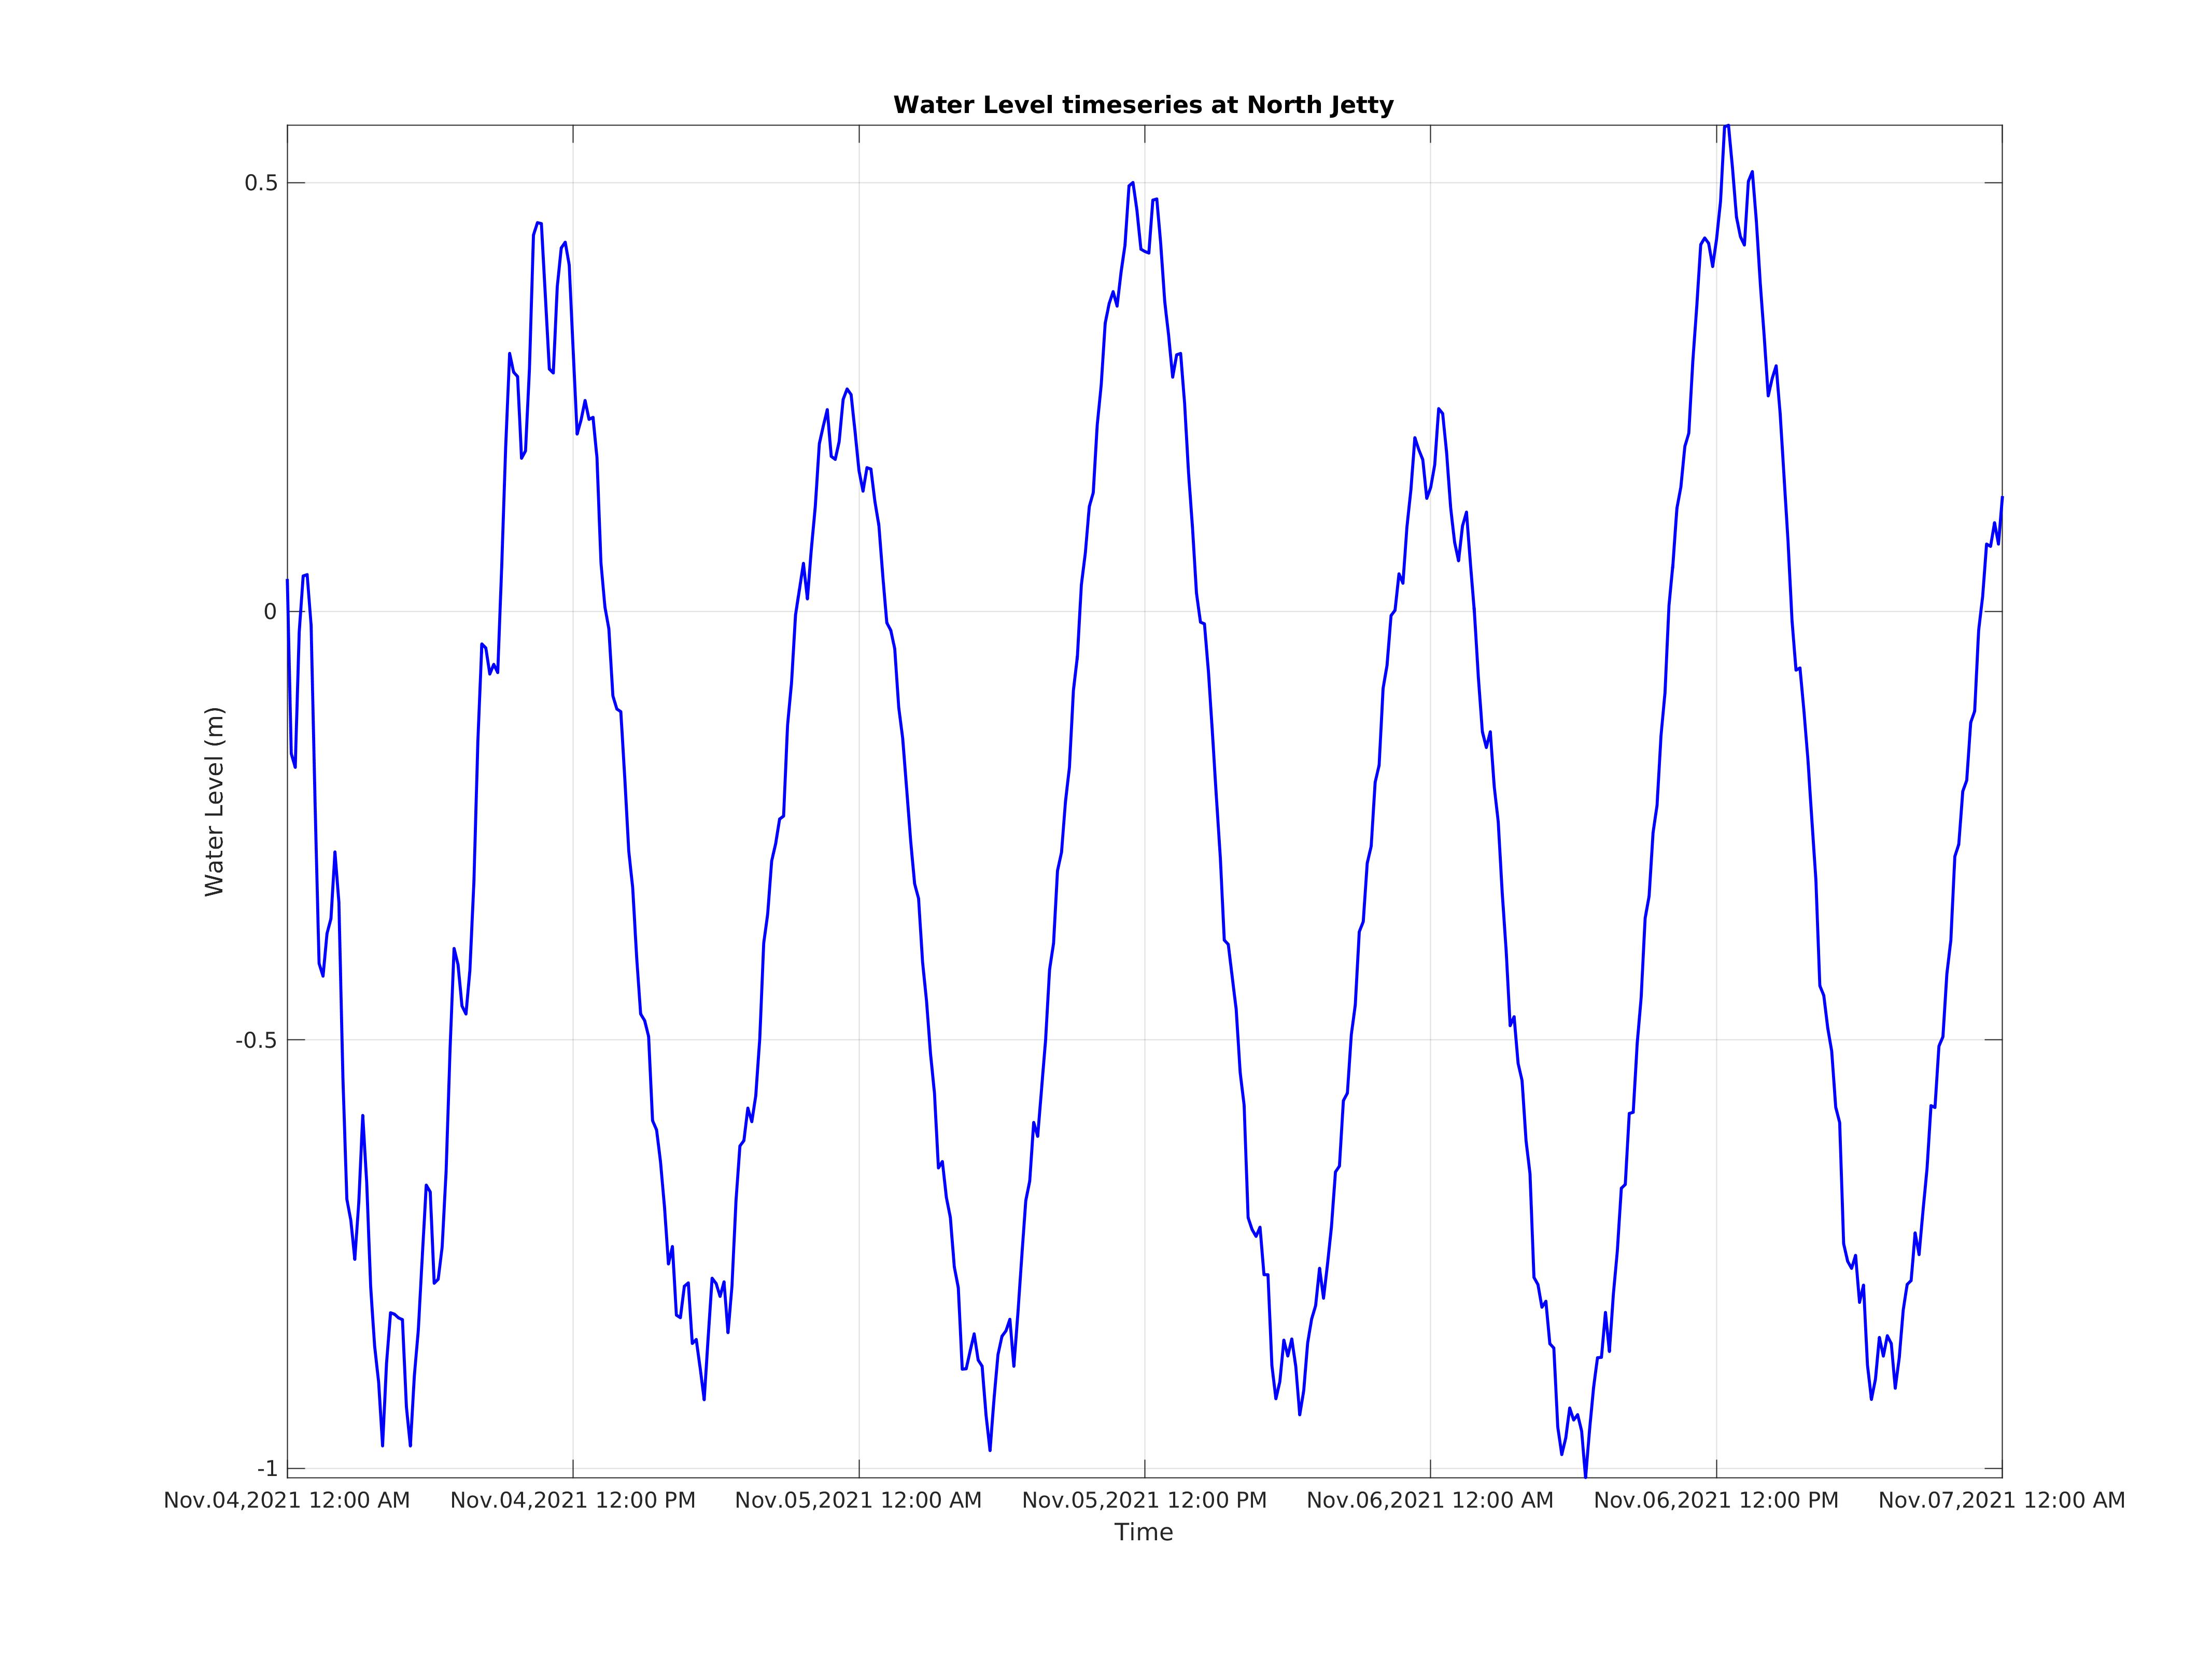 Water Level timeseries at North Jetty
0.5
0
-0.5
-1
Water Level (m)
Nov.04,2021 12:00 AM Nov.04,2021 12:00 PM Nov.05,2021 12:00 AM Nov.05,2021 12:00 PM Nov.06,2021 12:00 AM Nov.06,2021 12:00 PM Nov.07,2021 12:00 AM
Time